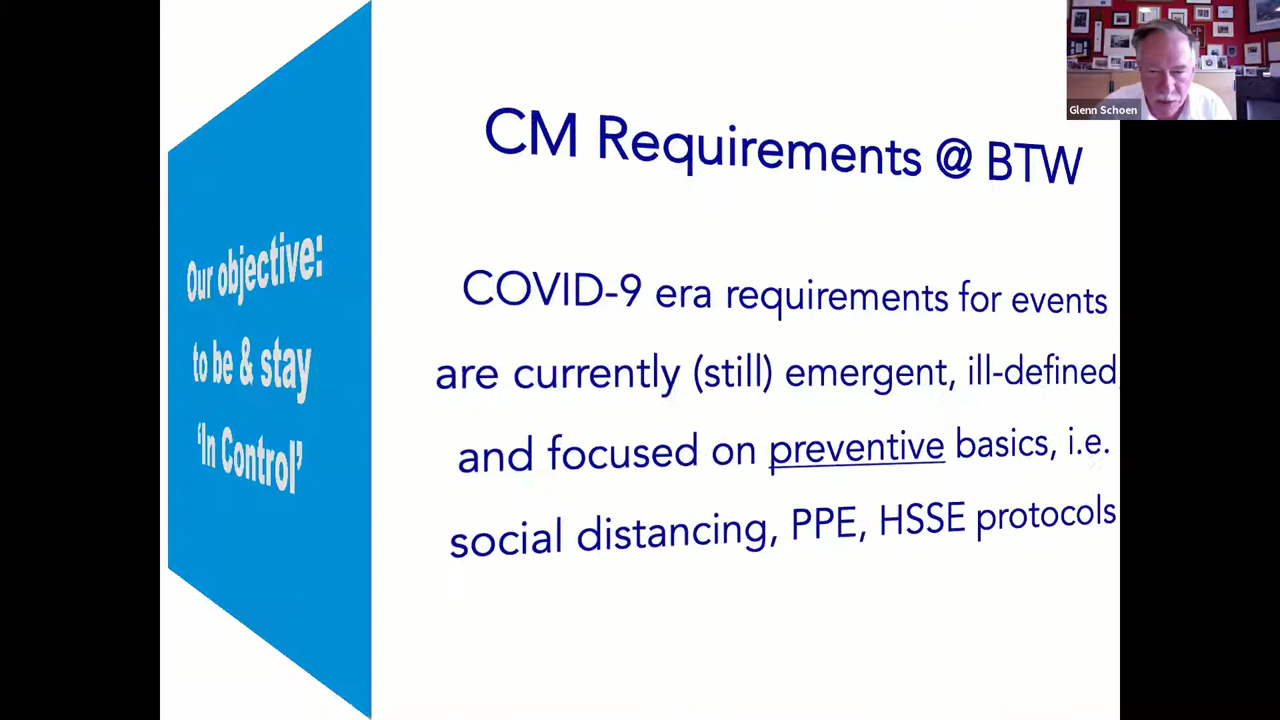 Our objective:
to be & stay
'In Control'
CM Requirements @ BTW
COVID-9 era requirements for events
are currently (still) emergent, ill-defined,
and focused on preventive basics, i.e.
social distancing, PPE, HSSE protocols
Glenn Schoen